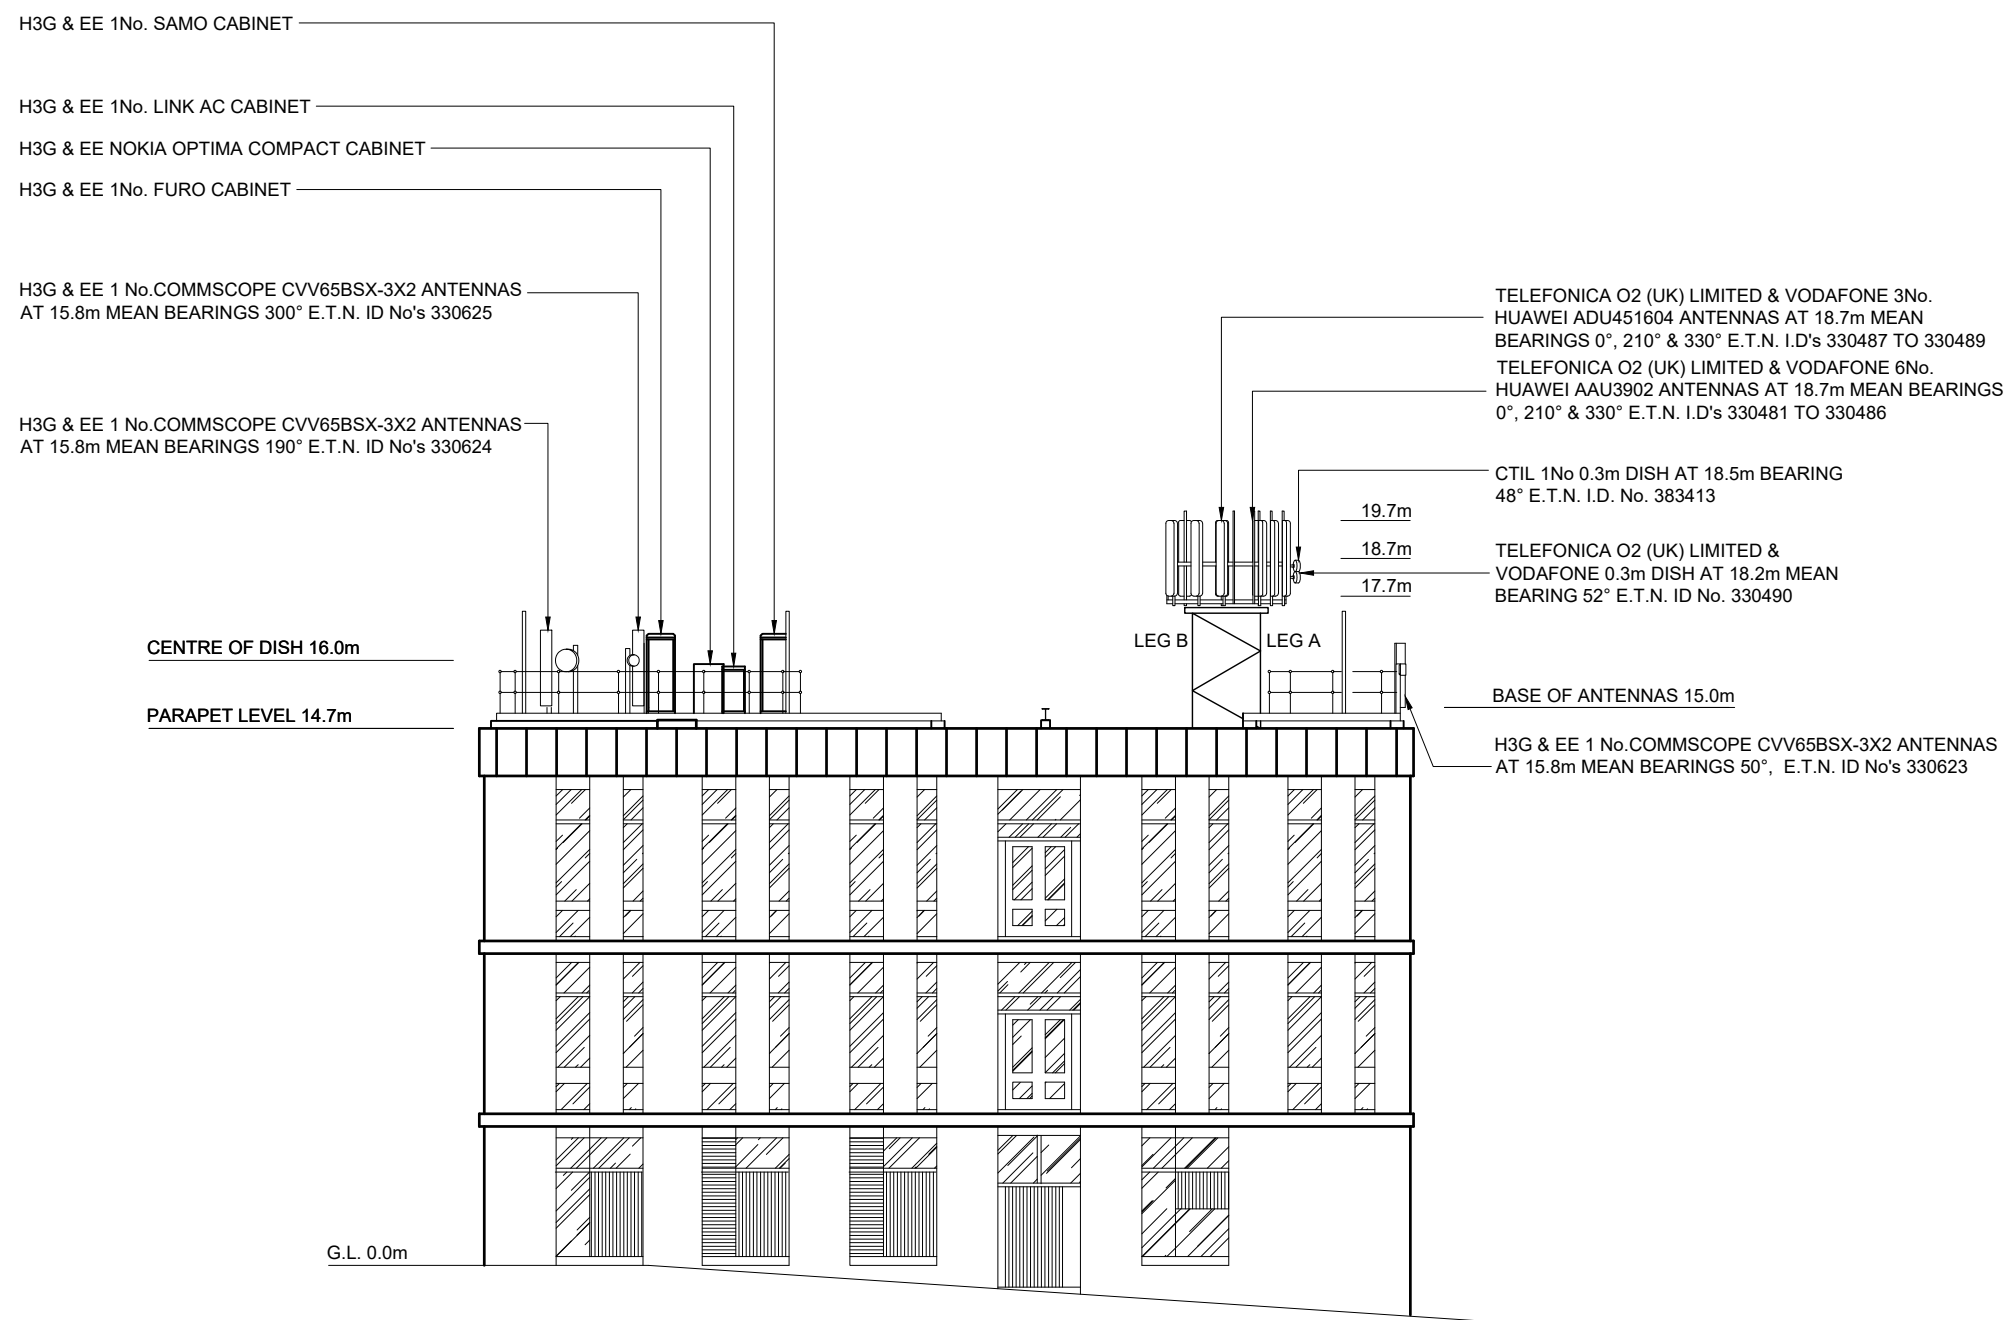 H3G & EE 1No. SAMO CABINET
H3G & EE 1No. LINK AC CABINET
H3G & EE NOKIA OPTIMA COMPACT CABINET
H3G & EE 1No. FURO CABINET
H3G & EE 1 No.COMMSCOPE CVV65BSX-3X2 ANTENNAS
AT 15.8m MEAN BEARINGS 300° E.T.N. ID No's 330625
H3G & EE 1 No.COMMSCOPE CVV65BSX-3X2 ANTENNAS
AT 15.8m MEAN BEARINGS 190° E.T.N. ID No's 330624
CENTRE OF DISH 16.0m
PARAPET LEVEL 14.7m
G.L. 0.0m
LEG B
LEG A
19.7m
18.7m
17.7m
TELEFONICA O2 (UK) LIMITED & VODAFONE 3No.
HUAWEI ADU451604 ANTENNAS AT 18.7m MEAN
BEARINGS 0°, 210° & 330° E.T.N. I.D's 330487 TO 330489
TELEFONICA O2 (UK) LIMITED & VODAFONE 6No.
HUAWEI AAU3902 ANTENNAS AT 18.7m MEAN BEARINGS
0°, 210° & 330° E.T.N. I.D's 330481 TO 330486
CTIL 1No 0.3m DISH AT 18.5m BEARING
48° E.T.N. I.D. No. 383413
TELEFONICA O2 (UK) LIMITED &
VODAFONE 0.3m DISH AT 18.2m MEAN
BEARING 52° E.T.N. ID No. 330490
BASE OF ANTENNAS 15.0m
H3G & EE 1 No.COMMSCOPE CVV65BSX-3X2 ANTENNAS
AT 15.8m MEAN BEARINGS 50°, E.T.N. ID No's 330623